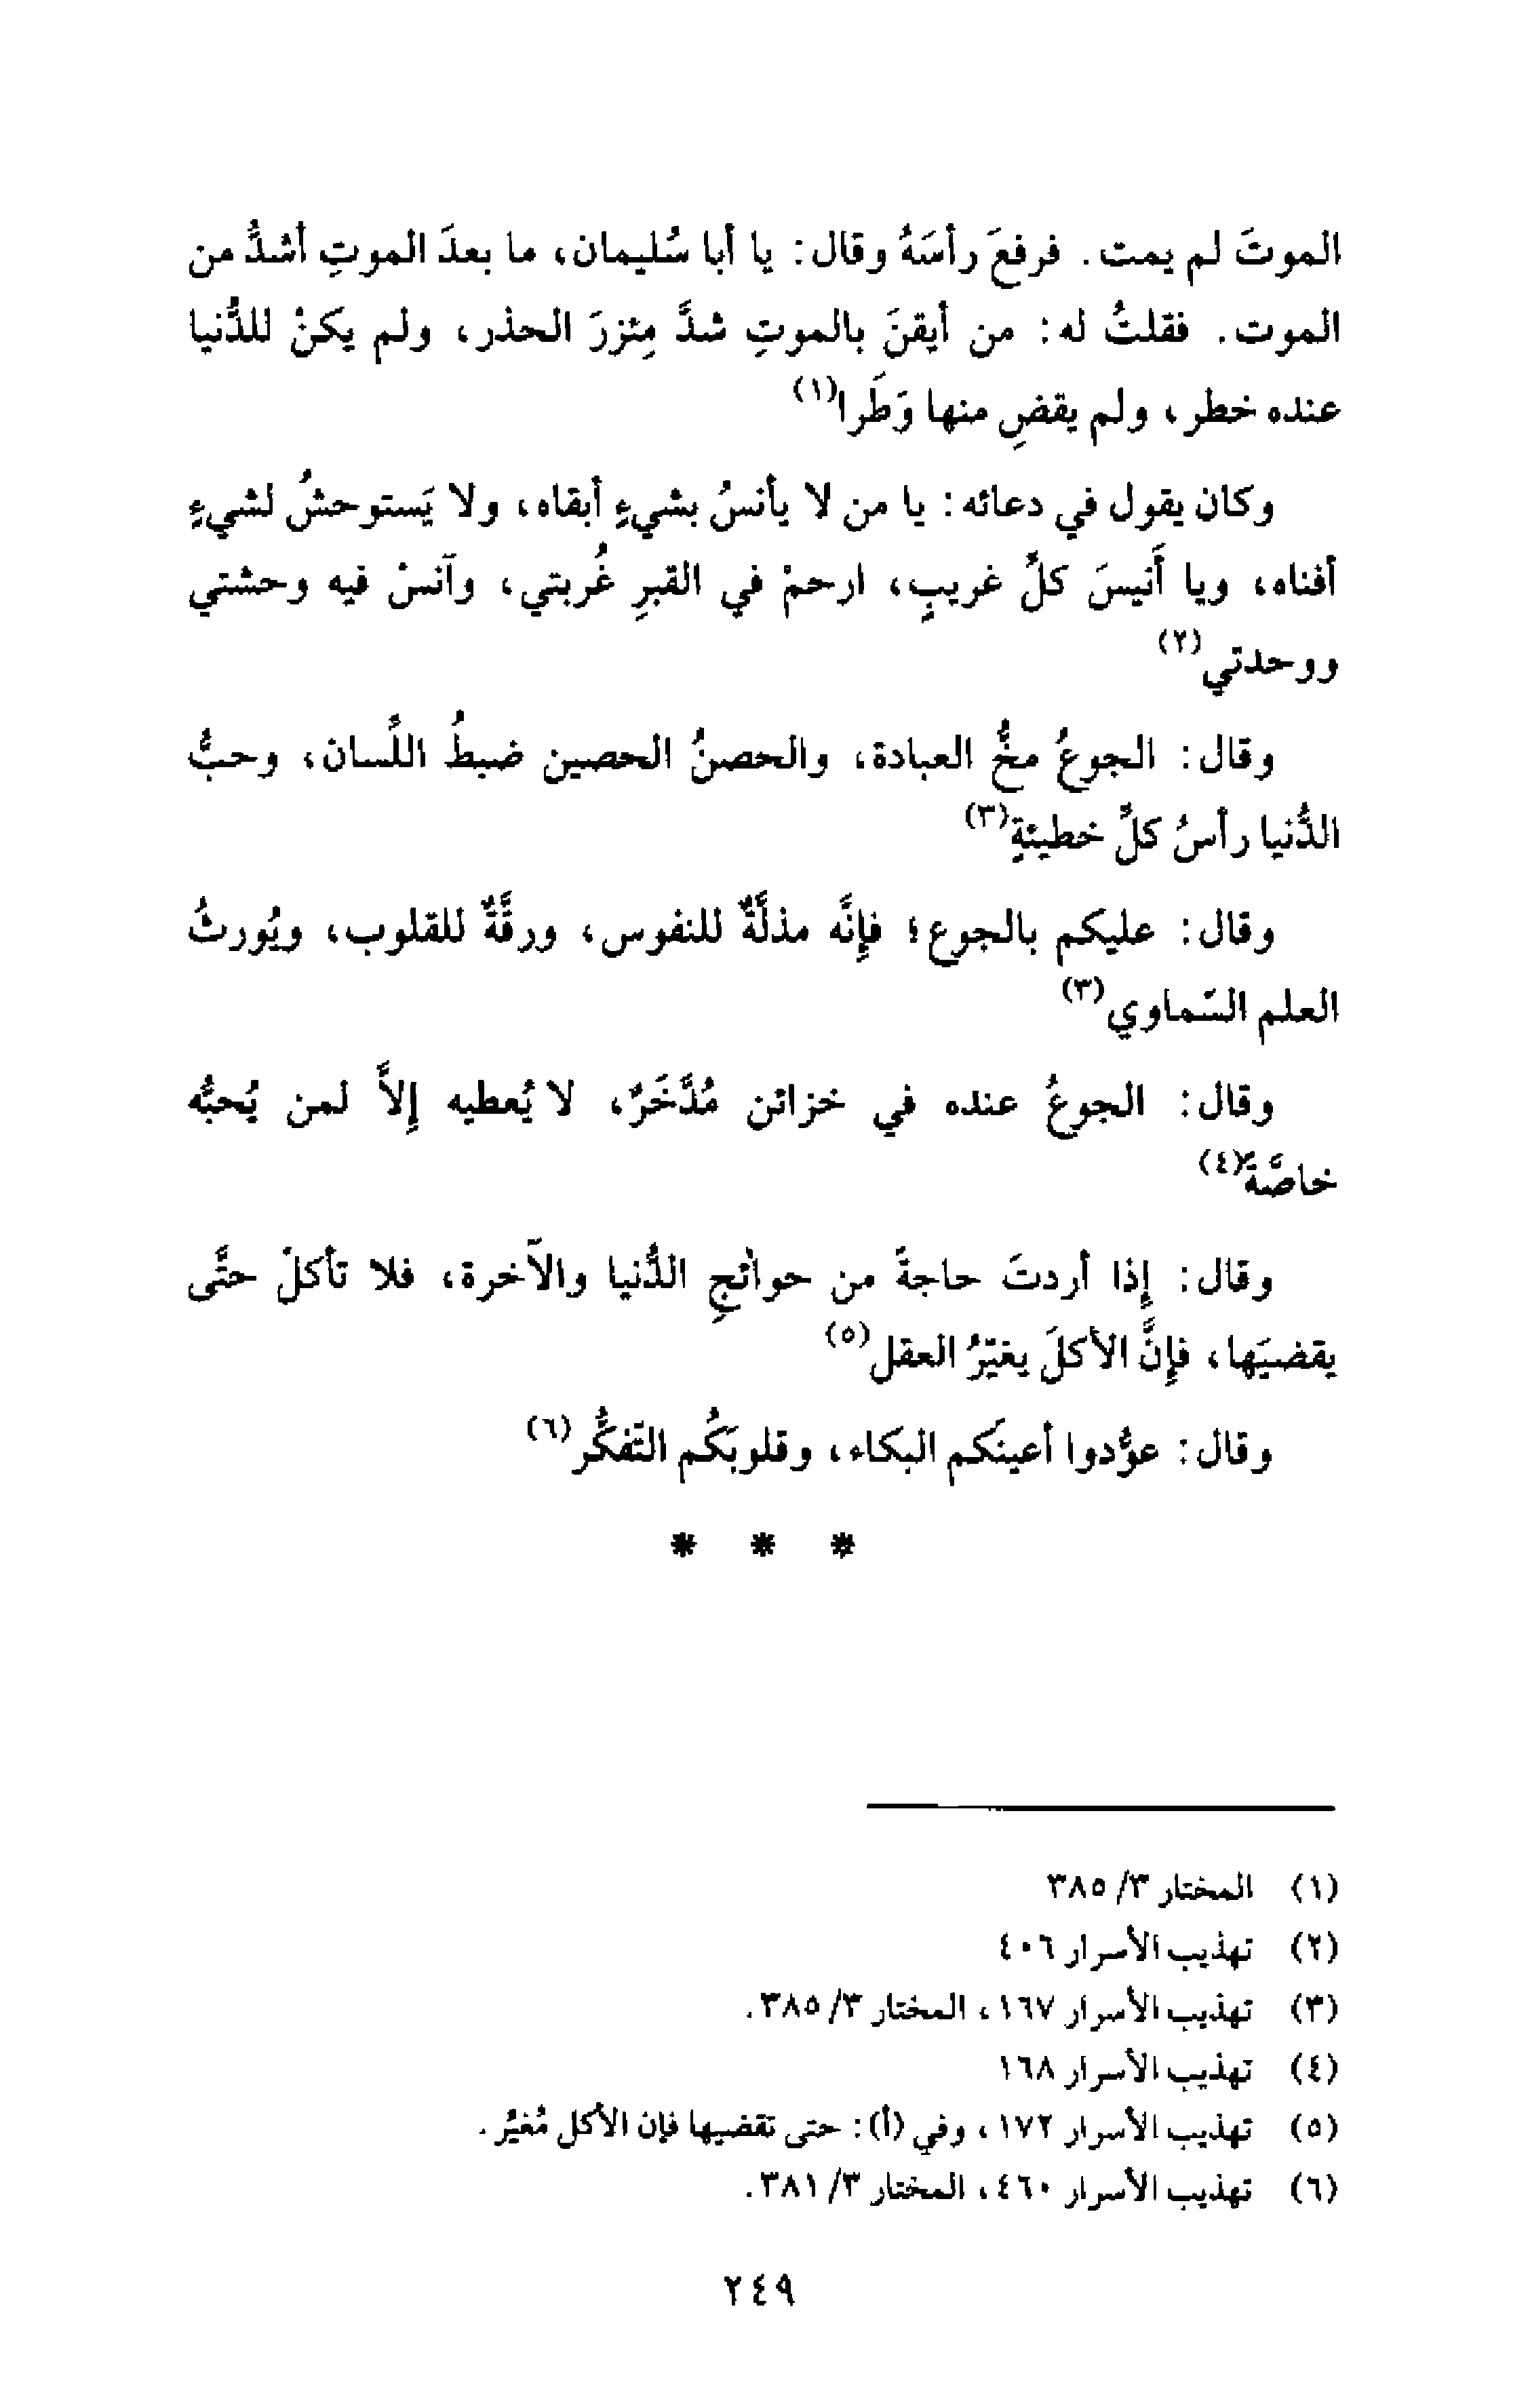 الموتَ لم يمت. فرفعَ رأسَهُ وقال: يا أبا سُليمان، ما بعدَ الموتِ أشدُّ من
الموت. فقلتُ له: من أيقنَ بالموتِ شدَّ مِئزرَ الحذر، ولم يكنْ للدُّنيا
عنده خطر، ولم يقضِ منها وَطَرا(١)
وكان يقول في دعائه: يا من لا يأنسُ بشيءٍ أبقاه، ولا يَستوحشُ لشيءٍ
أفناه، ويا أَنيسَ كلِّ غريبٍ، ارحمْ في القبرِ غُربتي، وآنسْ فيه وحشتي
ووحدتي(٢)
وقال: الجوعُ مخُّ العبادة، والحصنُ الحصين ضبطُ اللِّسان، وحبُّ
الدُّنيا رأسُ كلِّ خطيئةٍ(٣)
وقال: عليكم بالجوع؛ فإنَّه مذلَّةٌ للنفوس، ورقَّةٌ للقلوب، ويُورثُ
العلم السّماوي(٣)
وقال: الجوعُ عنده في خزائن مُدَّخَرٌ، لا يُعطيه إلاَّ لمن يُحبُّه
خاصَّةً(٤)
وقال: إذا أردتَ حاجةً من حوائجِ الدُّنيا والآخرة، فلا تأكلْ حتَّى
يقضيَها، فإنَّ الأكلَ يغيّرُ العقل(٥)
وقال: عوِّدوا أعينَكم البكاء، وقلوبَكُم التّفكُّر(٦)
* * *
(١) المختار ٣/ ٣٨٥
(٢) تهذيب الأسرار ٤٠٦
(٣) تهذيب الأسرار ١٦٧، المختار ٣/ ٣٨٥.
(٤) تهذيب الأسرار ١٦٨
(٥) تهذيب الأسرار ١٧٢، وفي (أ): حتى تقضيها فإن الأكل مُغيِّر.
(٦) تهذيب الأسرار ٤٦٠، المختار ٣/ ٣٨١.
٢٤٩